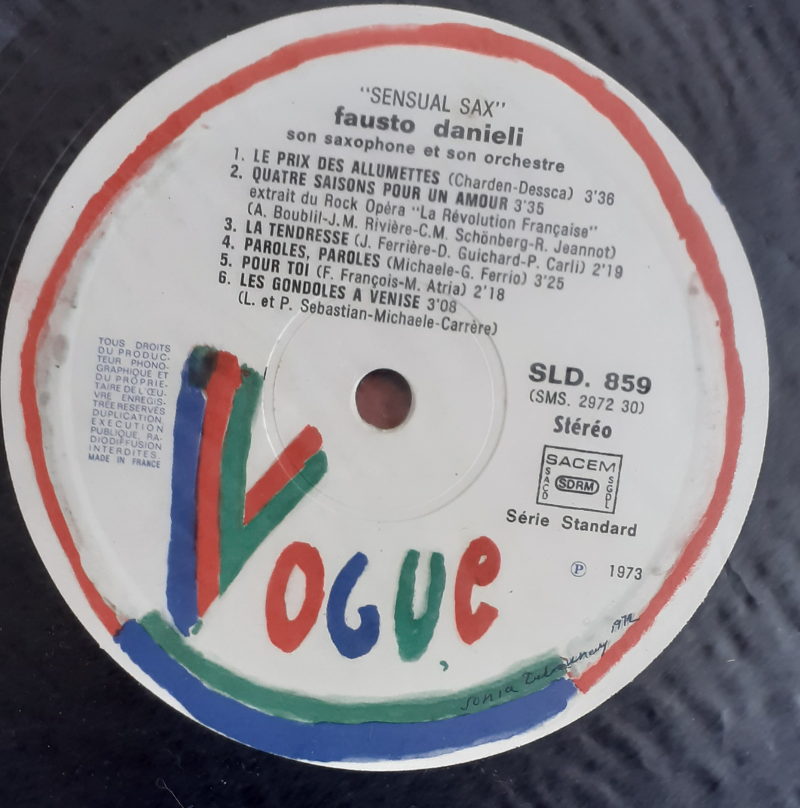 "SENSUAL SAX"
fausto danieli
son saxophone et son orchestre
1. LE PRIX DES ALLUMETTES (Charden-Dessca) 3'36
2. QUATRE SAISONS POUR UN AMOUR 3'35
extrait du Rock Opéra "La Révolution Française"
(A. Boublil-J.M. Rivière-C.M. Schönberg-R. Jeannot)
3. LA TENDRESSE (J. Ferrière-D. Guichard-P. Carli) 2'19
4. PAROLES, PAROLES (Michaele-G. Ferrio) 3'25
5. POUR TOI (F. François-M. Atria) 2'18
6. LES GONDOLES A VENISE 3'08
(L. et P. Sebastian-Michaele-Carrère)
TOUS DROITS
DU PRODUC-
TEUR PHONO-
GRAPHIQUE ET
DU PROPRIE-
TAIRE DE L'ŒU-
VRE ENREGIS-
TRÉE RESERVÉS
DUPLICATION,
EXECUTION
PUBLIQUE, RA-
DIODIFFUSION
INTERDITES.
MADE IN FRANCE
SLD. 859
(SMS. 2972 30)
Stéréo
SACEM
SACD
SDRM
SGDL
Série Standard
℗ 1973
VOGUE
Sonia Delaunay 1972